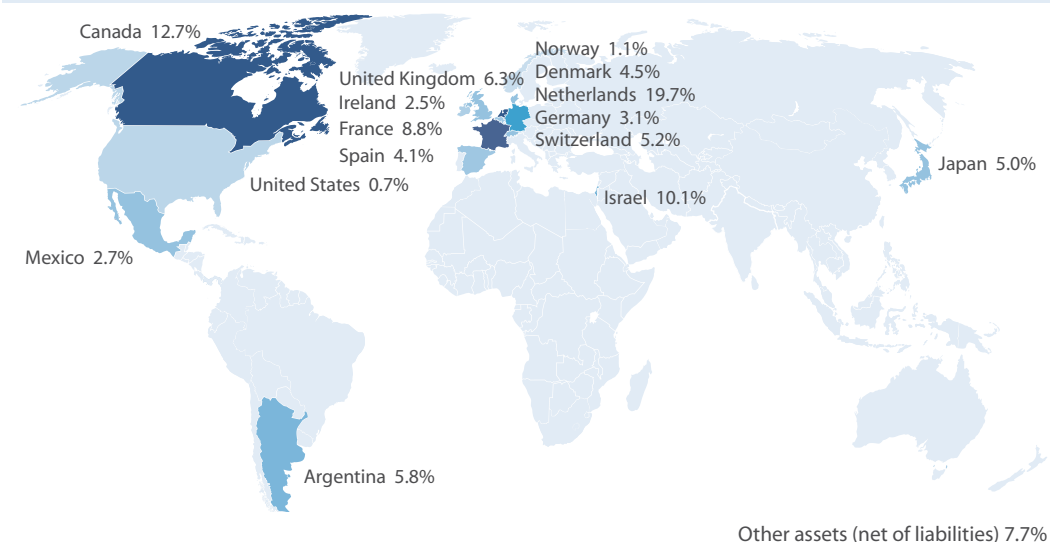 Canada 12.7%
Norway 1.1%
United Kingdom 6.3%
Denmark 4.5%
Ireland 2.5%
Netherlands 19.7%
France 8.8%
Germany 3.1%
Spain 4.1%
Switzerland 5.2%
Japan 5.0%
United States 0.7%
Israel 10.1%
Mexico 2.7%
Argentina 5.8%
Other assets (net of liabilities) 7.7%